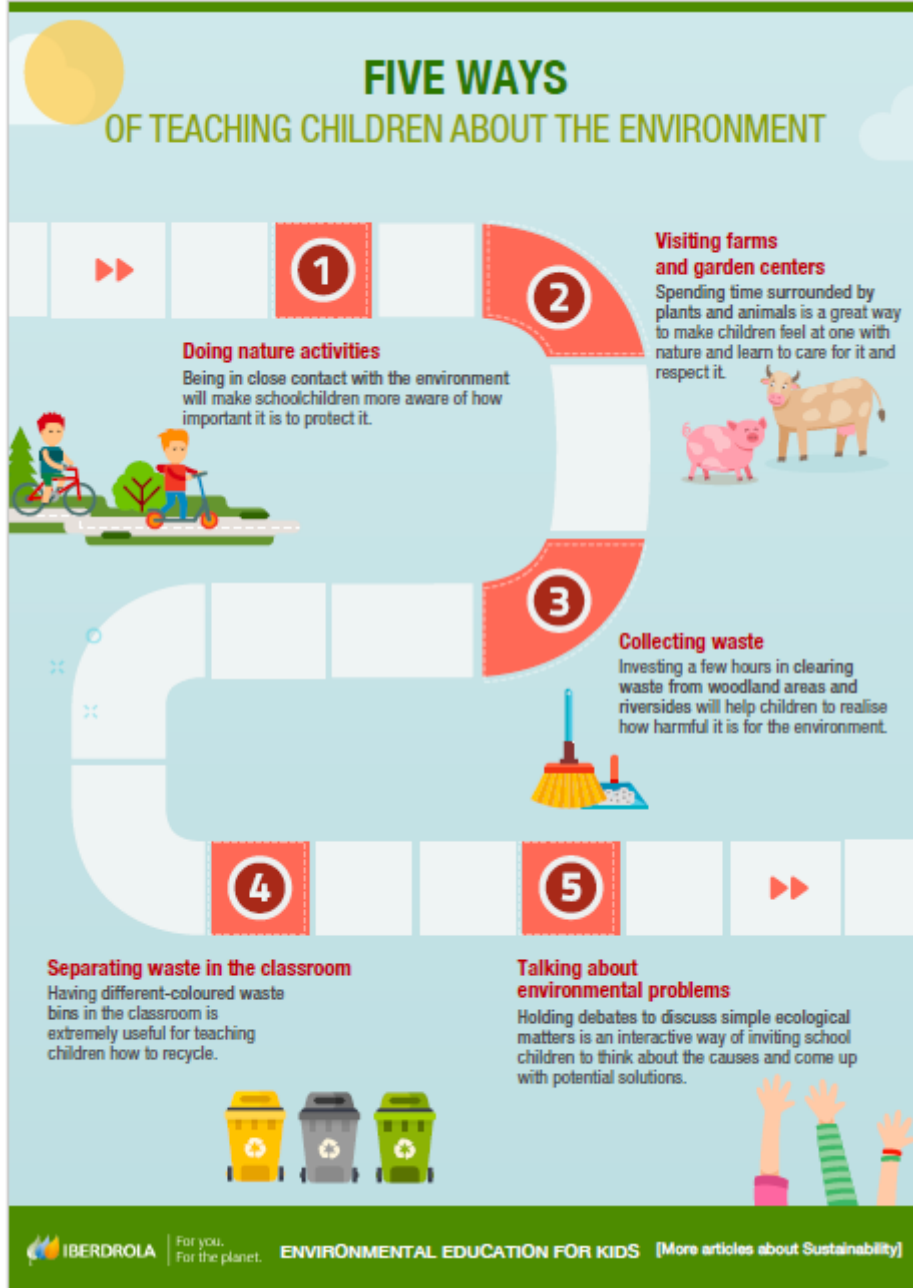 FIVE WAYS
OF TEACHING CHILDREN ABOUT THE ENVIRONMENT
1
Doing nature activities
Being in close contact with the environment
will make schoolchildren more aware of how
important it is to protect it.
2
Visiting farms
and garden centers
Spending time surrounded by
plants and animals is a great way
to make children feel at one with
nature and learn to care for it and
respect it.
3
Collecting waste
Investing a few hours in clearing
waste from woodland areas and
riversides will help children to realise
how harmful it is for the environment.
4
Separating waste in the classroom
Having different-coloured waste
bins in the classroom is
extremely useful for teaching
children how to recycle.
5
Talking about
environmental problems
Holding debates to discuss simple ecological
matters is an interactive way of inviting school
children to think about the causes and come up
with potential solutions.
IBERDROLA
For you.
For the planet.
ENVIRONMENTAL EDUCATION FOR KIDS
[More articles about Sustainability]